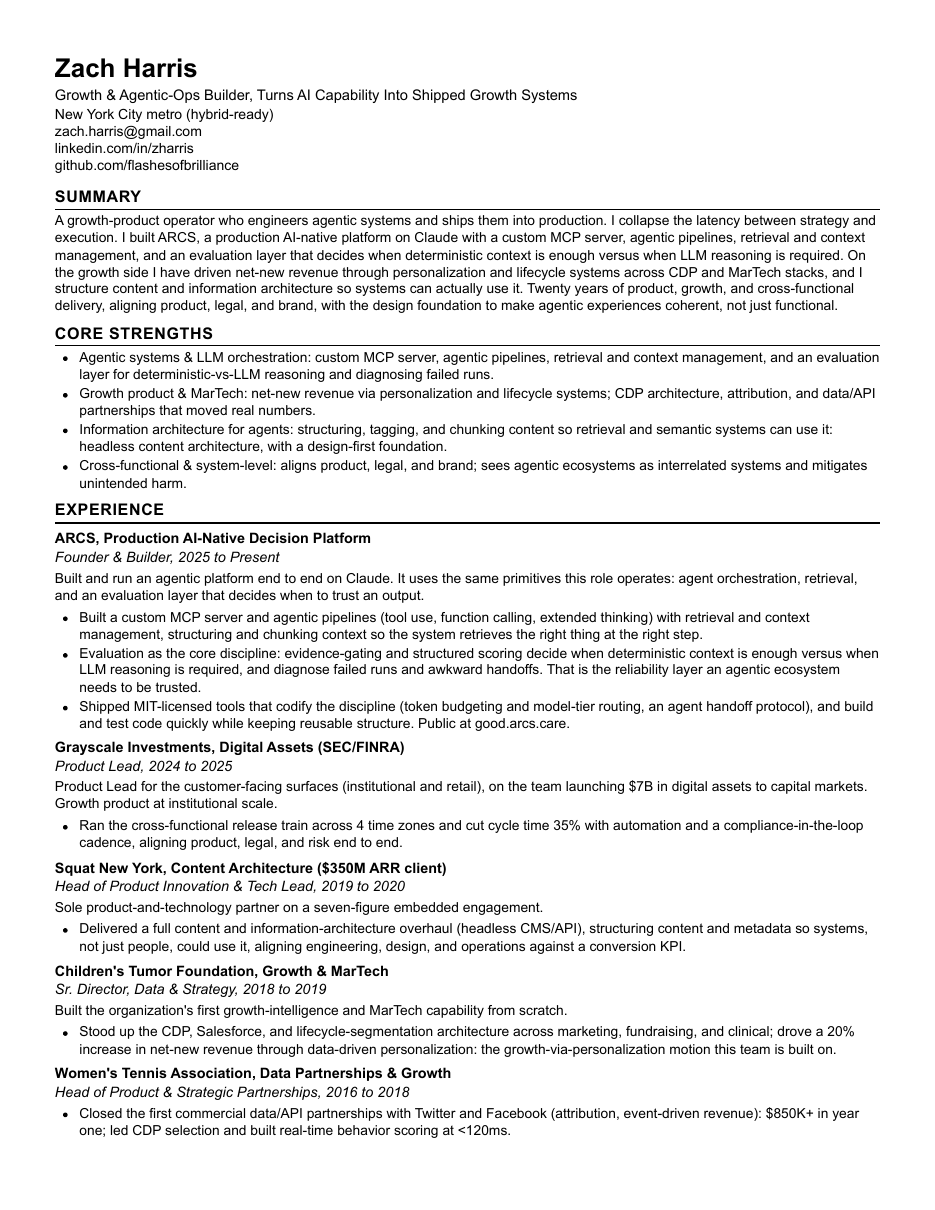 Zach Harris
Growth & Agentic-Ops Builder, Turns AI Capability Into Shipped Growth Systems
New York City metro (hybrid-ready)
zach.harris@gmail.com
linkedin.com/in/zharris
github.com/flashesofbrilliance
SUMMARY
A growth-product operator who engineers agentic systems and ships them into production. I collapse the latency between strategy and
execution. I built ARCS, a production AI-native platform on Claude with a custom MCP server, agentic pipelines, retrieval and context
management, and an evaluation layer that decides when deterministic context is enough versus when LLM reasoning is required. On
the growth side I have driven net-new revenue through personalization and lifecycle systems across CDP and MarTech stacks, and I
structure content and information architecture so systems can actually use it. Twenty years of product, growth, and cross-functional
delivery, aligning product, legal, and brand, with the design foundation to make agentic experiences coherent, not just functional.
CORE STRENGTHS
• Agentic systems & LLM orchestration: custom MCP server, agentic pipelines, retrieval and context management, and an evaluation
layer for deterministic-vs-LLM reasoning and diagnosing failed runs.
• Growth product & MarTech: net-new revenue via personalization and lifecycle systems; CDP architecture, attribution, and data/API
partnerships that moved real numbers.
• Information architecture for agents: structuring, tagging, and chunking content so retrieval and semantic systems can use it:
headless content architecture, with a design-first foundation.
• Cross-functional & system-level: aligns product, legal, and brand; sees agentic ecosystems as interrelated systems and mitigates
unintended harm.
EXPERIENCE
ARCS, Production AI-Native Decision Platform
Founder & Builder, 2025 to Present
Built and run an agentic platform end to end on Claude. It uses the same primitives this role operates: agent orchestration, retrieval,
and an evaluation layer that decides when to trust an output.
• Built a custom MCP server and agentic pipelines (tool use, function calling, extended thinking) with retrieval and context
management, structuring and chunking context so the system retrieves the right thing at the right step.
• Evaluation as the core discipline: evidence-gating and structured scoring decide when deterministic context is enough versus when
LLM reasoning is required, and diagnose failed runs and awkward handoffs. That is the reliability layer an agentic ecosystem
needs to be trusted.
• Shipped MIT-licensed tools that codify the discipline (token budgeting and model-tier routing, an agent handoff protocol), and build
and test code quickly while keeping reusable structure. Public at good.arcs.care.
Grayscale Investments, Digital Assets (SEC/FINRA)
Product Lead, 2024 to 2025
Product Lead for the customer-facing surfaces (institutional and retail), on the team launching $7B in digital assets to capital markets.
Growth product at institutional scale.
• Ran the cross-functional release train across 4 time zones and cut cycle time 35% with automation and a compliance-in-the-loop
cadence, aligning product, legal, and risk end to end.
Squat New York, Content Architecture ($350M ARR client)
Head of Product Innovation & Tech Lead, 2019 to 2020
Sole product-and-technology partner on a seven-figure embedded engagement.
• Delivered a full content and information-architecture overhaul (headless CMS/API), structuring content and metadata so systems,
not just people, could use it, aligning engineering, design, and operations against a conversion KPI.
Children's Tumor Foundation, Growth & MarTech
Sr. Director, Data & Strategy, 2018 to 2019
Built the organization's first growth-intelligence and MarTech capability from scratch.
• Stood up the CDP, Salesforce, and lifecycle-segmentation architecture across marketing, fundraising, and clinical; drove a 20%
increase in net-new revenue through data-driven personalization: the growth-via-personalization motion this team is built on.
Women's Tennis Association, Data Partnerships & Growth
Head of Product & Strategic Partnerships, 2016 to 2018
• Closed the first commercial data/API partnerships with Twitter and Facebook (attribution, event-driven revenue): $850K+ in year
one; led CDP selection and built real-time behavior scoring at <120ms.